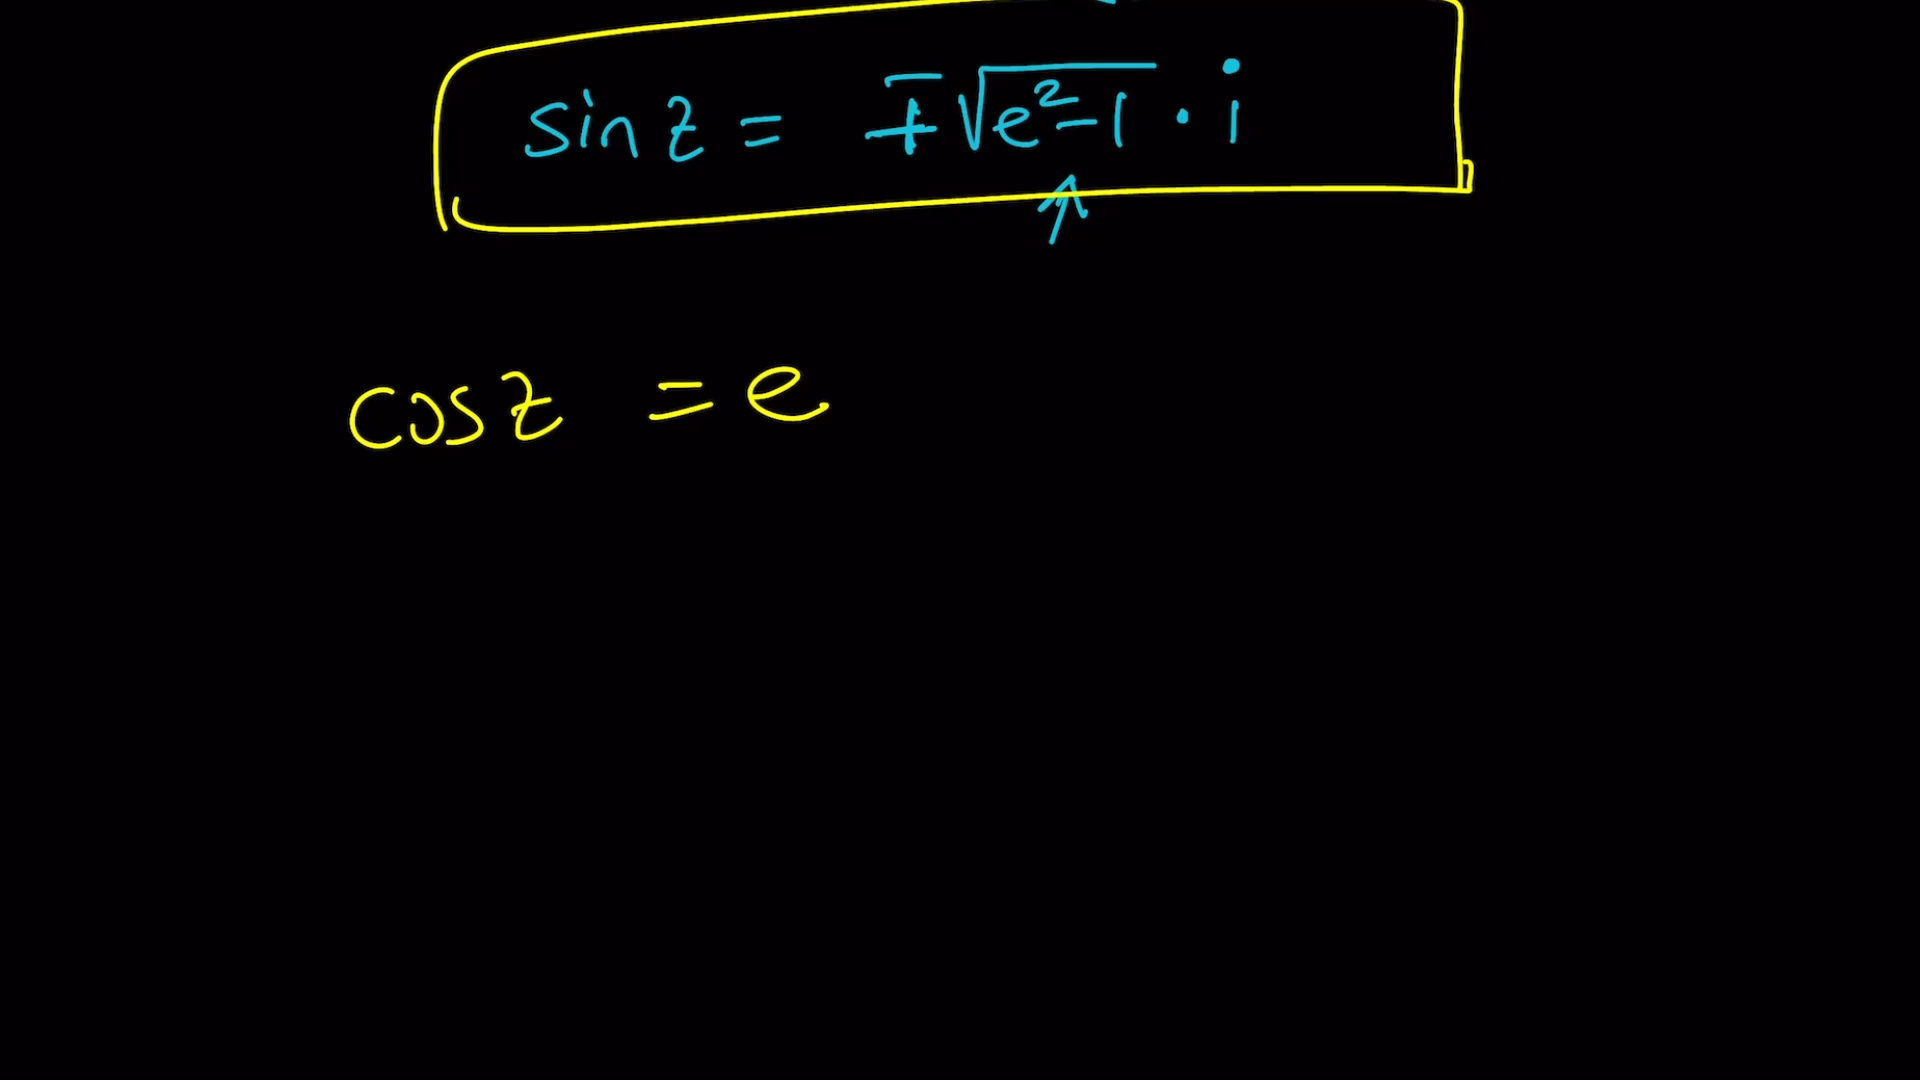 sin z = ∓√(e²-1) · i
cos z = e